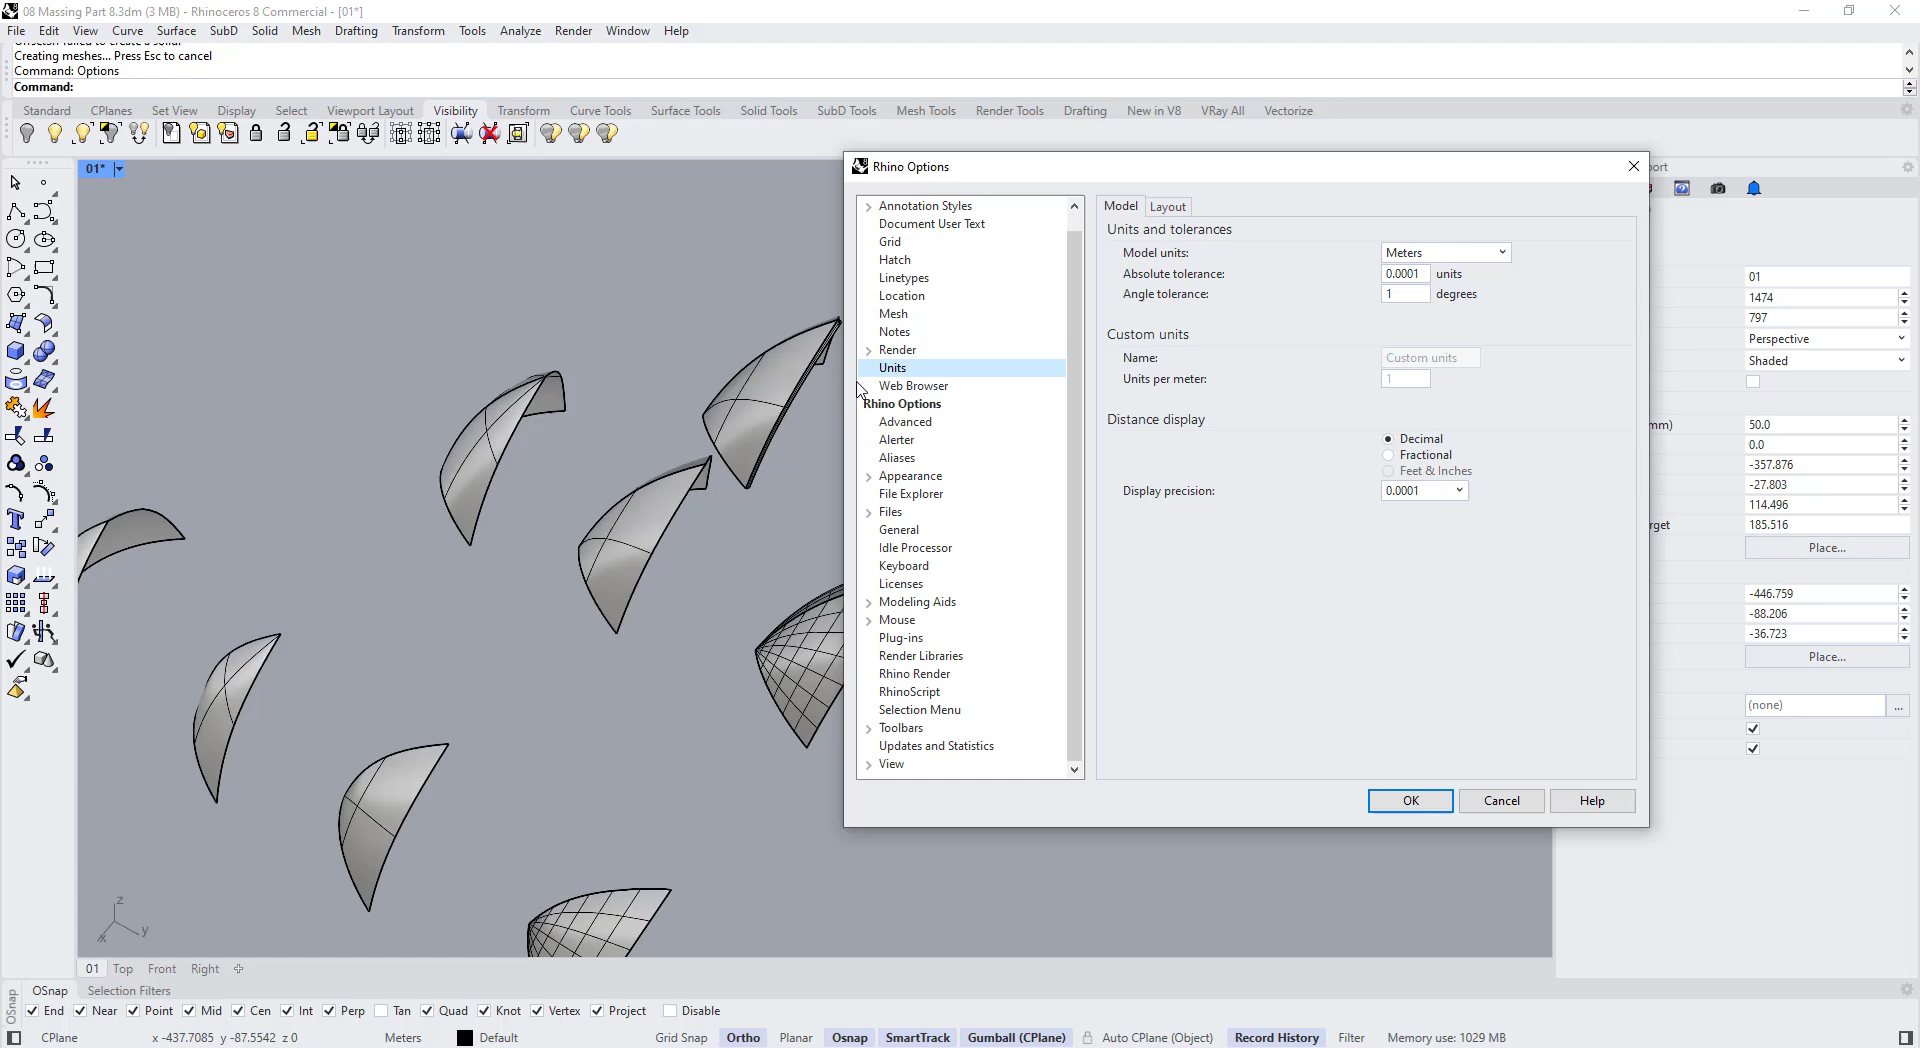 08 Massing Part 8.3dm (3 MB) - Rhinoceros 8 Commercial - [01*]
File Edit View Curve Surface SubD Solid Mesh Drafting Transform Tools Analyze Render Window Help
Creating meshes... Press Esc to cancel
Command: Options
Command:
Standard CPlanes Set View Display Select Viewport Layout Visibility Transform Curve Tools Surface Tools Solid Tools SubD Tools Mesh Tools Render Tools Drafting New in V8 VRay All Vectorize
01*
Rhino Options
Annotation Styles
Document User Text
Grid
Hatch
Linetypes
Location
Mesh
Notes
Render
Units
Web Browser
Rhino Options
Advanced
Alerter
Aliases
Appearance
File Explorer
Files
General
Idle Processor
Keyboard
Licenses
Modeling Aids
Mouse
Plug-ins
Render Libraries
Rhino Render
RhinoScript
Selection Menu
Toolbars
Updates and Statistics
View
Model Layout
Units and tolerances
Model units: Meters
Absolute tolerance: 0.0001 units
Angle tolerance: 1 degrees
Custom units
Name: Custom units
Units per meter: 1
Distance display
Decimal
Fractional
Feet & Inches
Display precision: 0.0001
OK Cancel Help
port
01
1474
797
Perspective
Shaded
mm) 50.0
0.0
-357.876
-27.803
114.496
rget 185.516
Place...
-446.759
-88.206
-36.723
Place...
(none) ...
z
y
x
01 Top Front Right
OSnap Selection Filters
OSnap
End Near Point Mid Cen Int Perp Tan Quad Knot Vertex Project Disable
CPlane x -437.7085 y -87.5542 z 0 Meters Default Grid Snap Ortho Planar Osnap SmartTrack Gumball (CPlane) Auto CPlane (Object) Record History Filter Memory use: 1029 MB